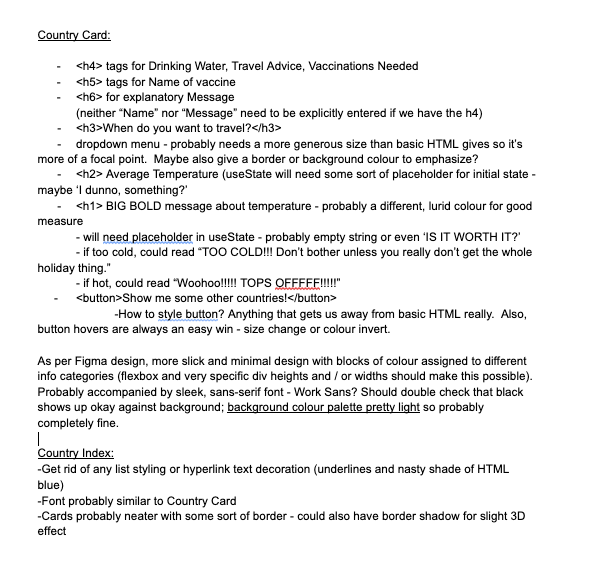 Country Card:
- <h4> tags for Drinking Water, Travel Advice, Vaccinations Needed
- <h5> tags for Name of vaccine
- <h6> for explanatory Message
(neither “Name” nor “Message” need to be explicitly entered if we have the h4)
- <h3>When do you want to travel?</h3>
- dropdown menu - probably needs a more generous size than basic HTML gives so it’s
more of a focal point.  Maybe also give a border or background colour to emphasize?
- <h2> Average Temperature (useState will need some sort of placeholder for initial state -
maybe ‘I dunno, something?’
- <h1> BIG BOLD message about temperature - probably a different, lurid colour for good
measure
- will need placeholder in useState - probably empty string or even ‘IS IT WORTH IT?’
- if too cold, could read “TOO COLD!!! Don’t bother unless you really don’t get the whole
holiday thing.”
- if hot, could read “Woohoo!!!!! TOPS OFFFFF!!!!!”
- <button>Show me some other countries!</button>
-How to style button? Anything that gets us away from basic HTML really.  Also,
button hovers are always an easy win - size change or colour invert.
As per Figma design, more slick and minimal design with blocks of colour assigned to different
info categories (flexbox and very specific div heights and / or widths should make this possible).
Probably accompanied by sleek, sans-serif font - Work Sans? Should double check that black
shows up okay against background; background colour palette pretty light so probably
completely fine.
Country Index:
-Get rid of any list styling or hyperlink text decoration (underlines and nasty shade of HTML
blue)
-Font probably similar to Country Card
-Cards probably neater with some sort of border - could also have border shadow for slight 3D
effect